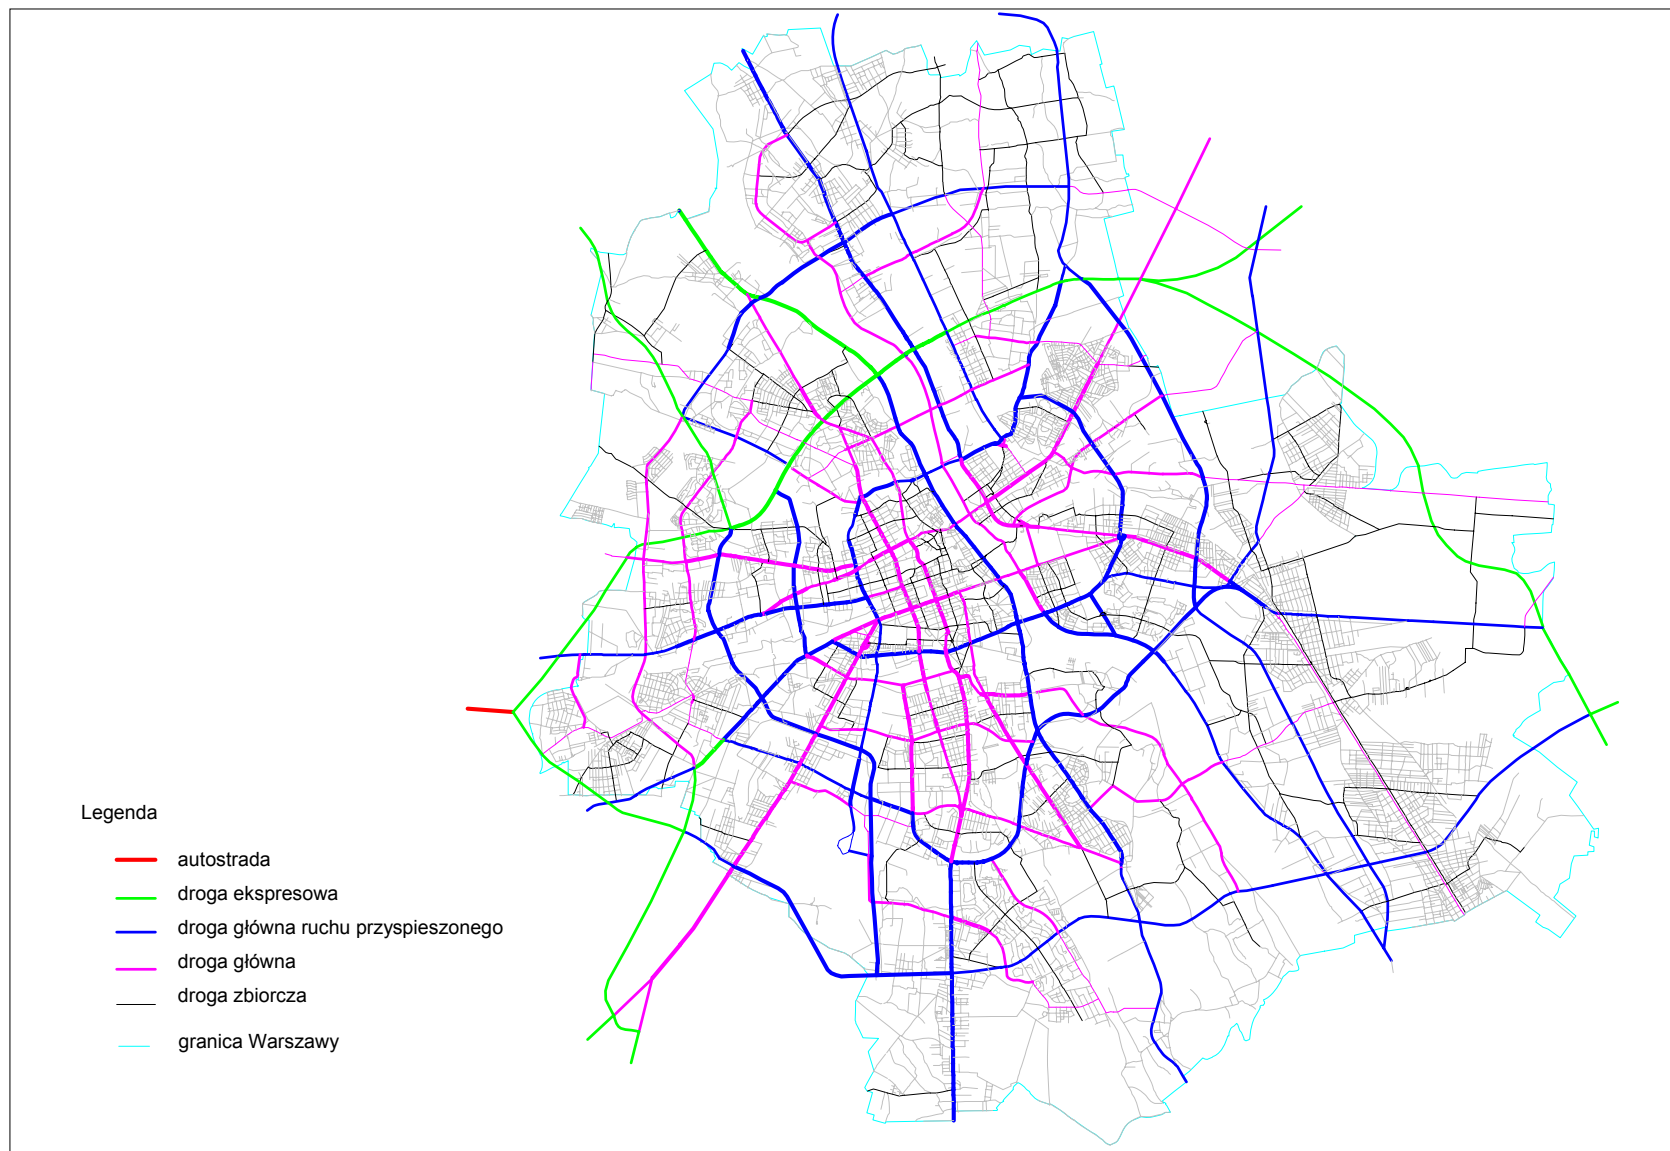 Legenda
autostrada
droga ekspresowa
droga główna ruchu przyspieszonego
droga główna
droga zbiorcza
granica Warszawy